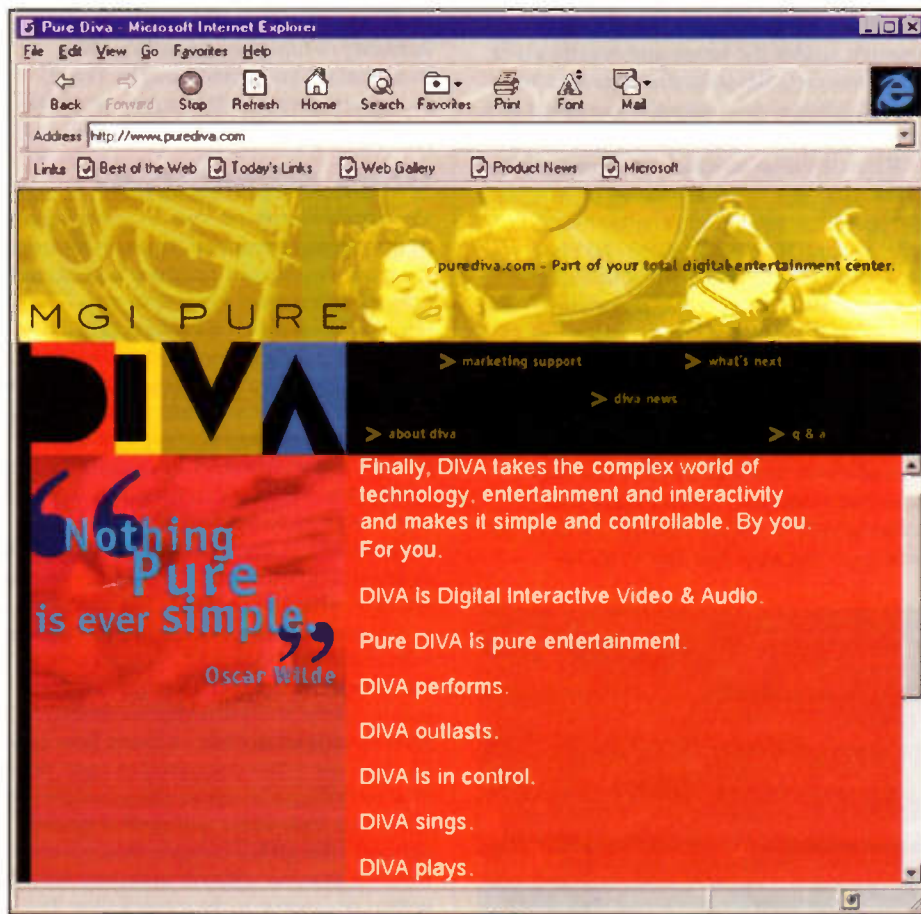 Pure Diva - Microsoft Internet Explorer
File Edit View Go Favorites Help
Back Forward Stop Refresh Home Search Favorites Print Font Mail
Address http://www.purediva.com
Links Best of the Web Today's Links Web Gallery Product News Microsoft
purediva.com - Part of your total digital entertainment center.
MGI PURE
DIVA
> marketing support > what's next
> diva news
> about diva > q & a
“Nothing
Pure
is ever simple.”
Oscar Wilde
Finally, DIVA takes the complex world of
technology, entertainment and interactivity
and makes it simple and controllable. By you.
For you.
DIVA is Digital Interactive Video & Audio.
Pure DIVA is pure entertainment.
DIVA performs.
DIVA outlasts.
DIVA is in control.
DIVA sings.
DIVA plays.